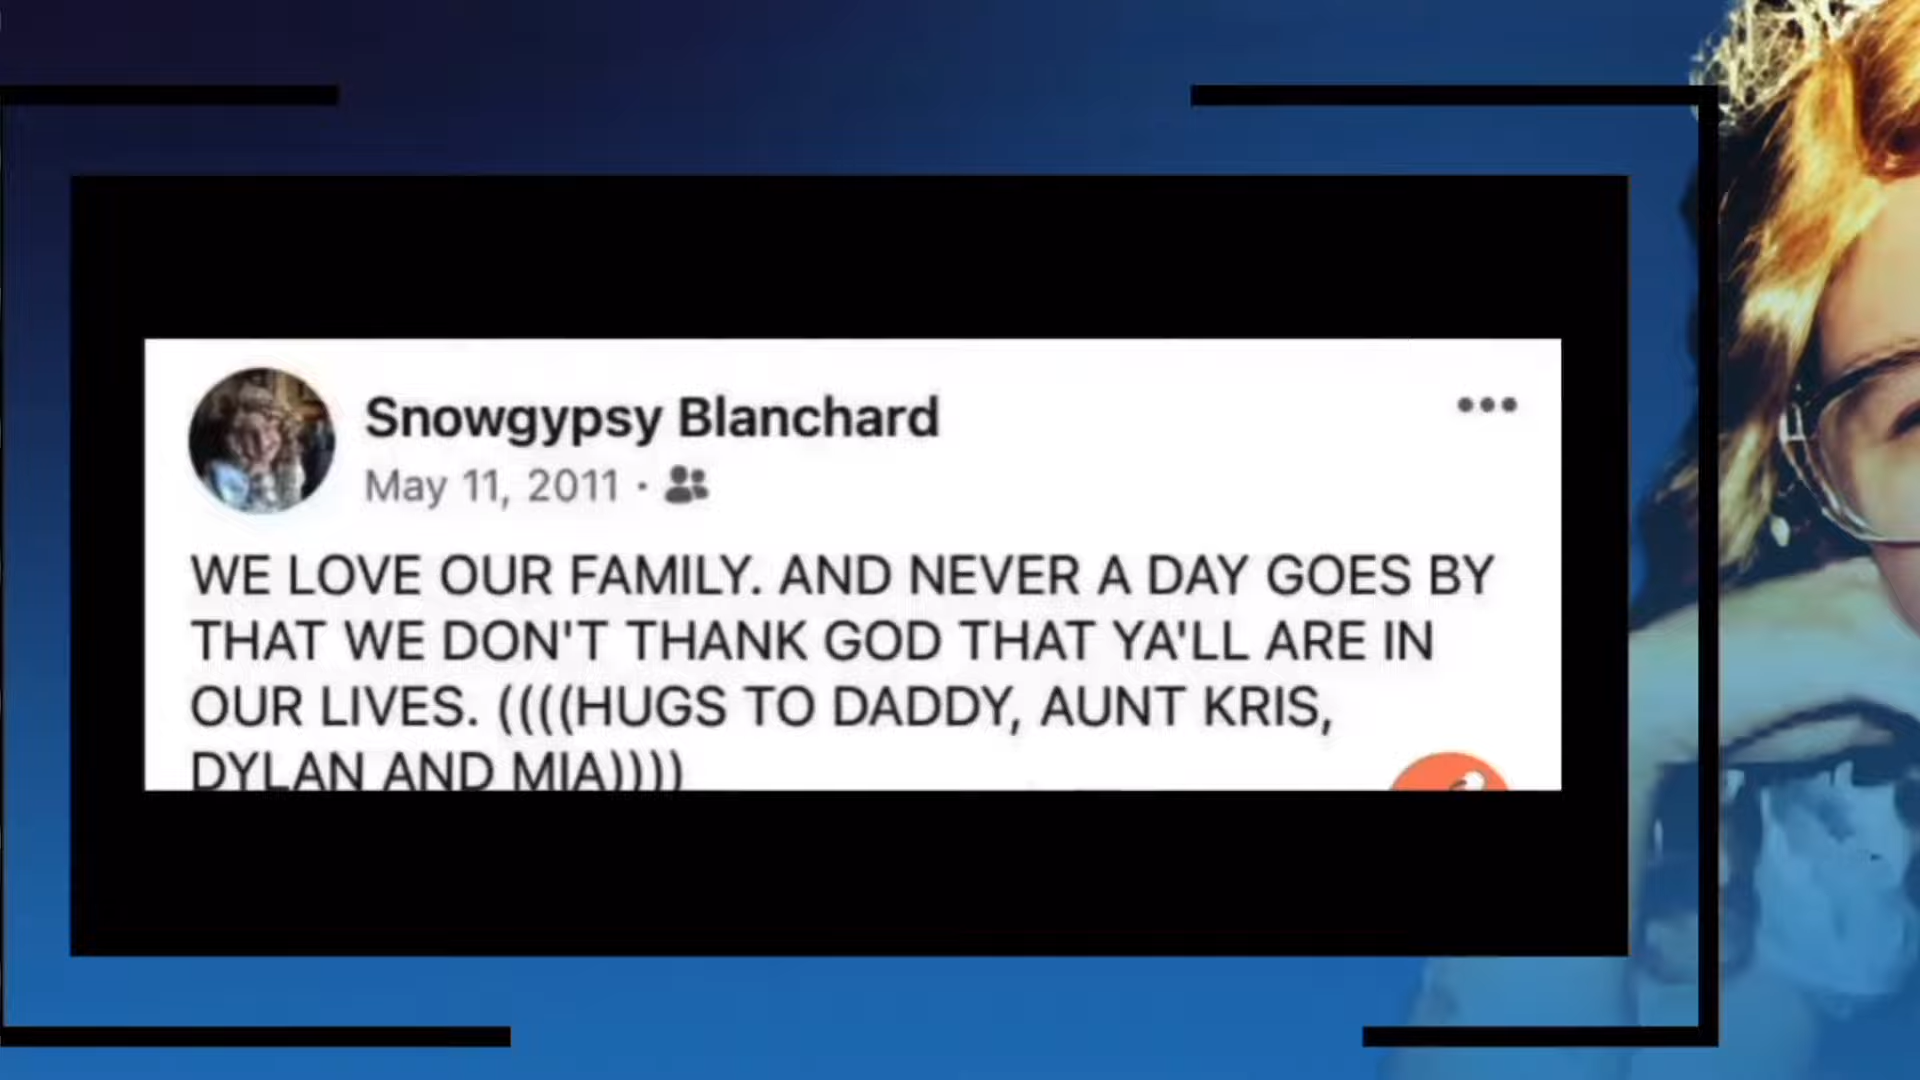 Snowgypsy Blanchard
May 11, 2011 ·
WE LOVE OUR FAMILY. AND NEVER A DAY GOES BY
THAT WE DON'T THANK GOD THAT YA'LL ARE IN
OUR LIVES. ((((HUGS TO DADDY, AUNT KRIS,
DYLAN AND MIA))))